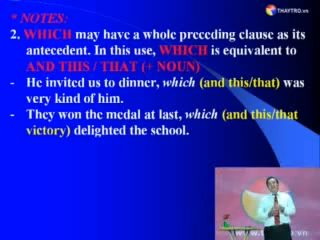 THAYTRO.vn
* NOTES:
2. WHICH may have a whole preceding clause as its
antecedent. In this use, WHICH is equivalent to
AND THIS / THAT (+ NOUN)
- He invited us to dinner, which (and this/that) was
very kind of him.
- They won the medal at last, which (and this/that
victory) delighted the school.